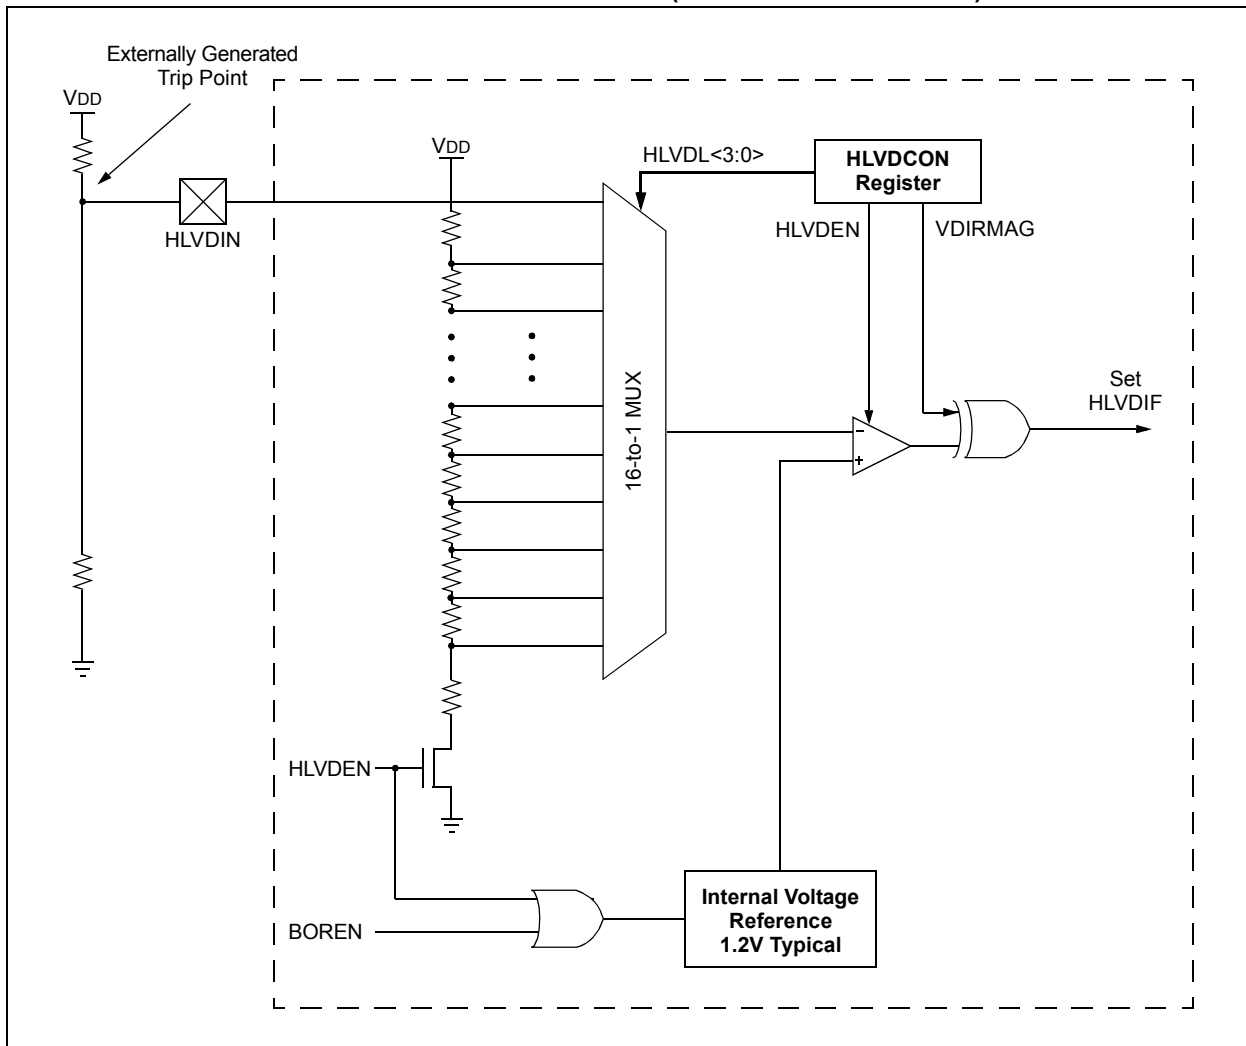 Externally Generated
Trip Point
VDD
VDD
HLVDL<3:0>
HLVDCON
Register
HLVDIN
HLVDEN
VDIRMAG
Set
HLVDIF
16-to-1 MUX
-
+
HLVDEN
BOREN
Internal Voltage
Reference
1.2V Typical